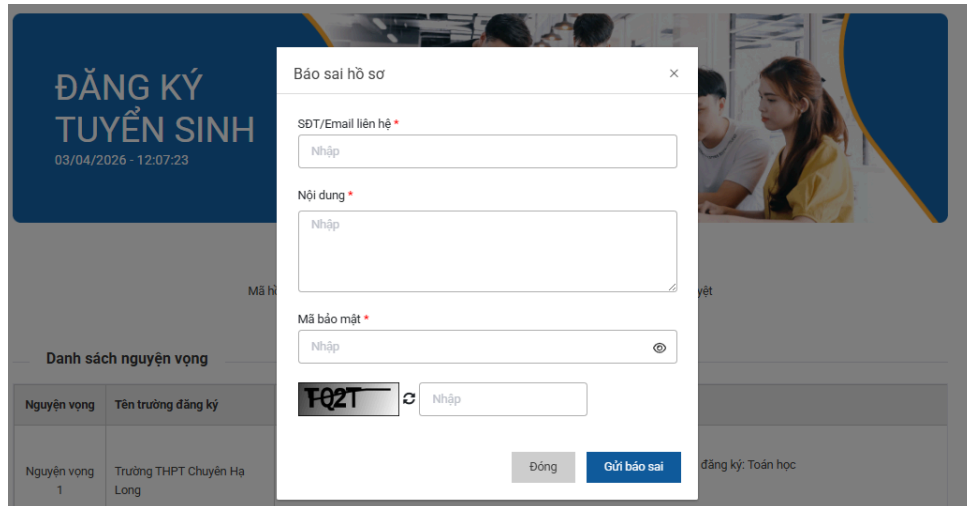 ĐĂNG KÝ
TUYỂN SINH
03/04/2026 - 12:07:23
Báo sai hồ sơ
×
SĐT/Email liên hệ *
Nhập
Nội dung *
Nhập
Mã bảo mật *
Nhập
TQ2T
Nhập
Đóng
Gửi báo sai
Mã
yệt
Danh sách nguyện vọng
Nguyện vọng
Tên trường đăng ký
Nguyện vọng
1
Trường THPT Chuyên Hạ
Long
đăng ký: Toán học